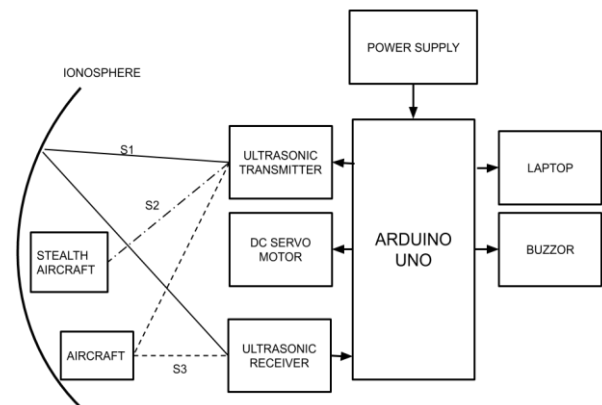 POWER SUPPLY
IONOSPHERE
S1
ULTRASONIC
TRANSMITTER
LAPTOP
S2
STEALTH
AIRCRAFT
DC SERVO
MOTOR
ARDUINO
UNO
BUZZOR
AIRCRAFT
S3
ULTRASONIC
RECEIVER